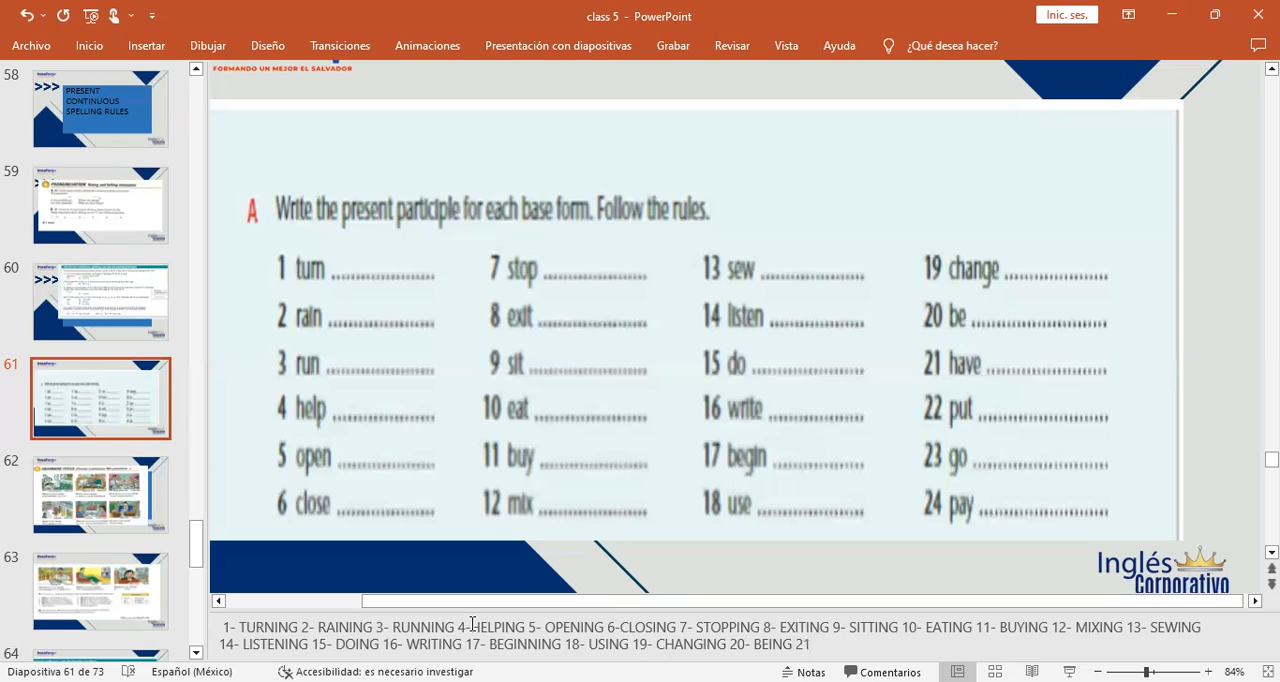 class 5 - PowerPoint
Inic. ses.
Archivo Inicio Insertar Dibujar Diseño Transiciones Animaciones Presentación con diapositivas Grabar Revisar Vista Ayuda ¿Qué desea hacer?
58
>>> PRESENT
CONTINUOUS
SPELLING RULES
59
60
61
62
63
64
FORMANDO UN MEJOR EL SALVADOR
A Write the present participle for each base form. Follow the rules.
1 turn .................... 7 stop .................... 13 sew .................... 19 change ....................
2 rain .................... 8 exit .................... 14 listen .................... 20 be ....................
3 run .................... 9 sit .................... 15 do .................... 21 have ....................
4 help .................... 10 eat .................... 16 write .................... 22 put ....................
5 open .................... 11 buy .................... 17 begin .................... 23 go ....................
6 close .................... 12 mix .................... 18 use .................... 24 pay ....................
Inglés
Corporativo
1- TURNING 2- RAINING 3- RUNNING 4-HELPING 5- OPENING 6-CLOSING 7- STOPPING 8- EXITING 9- SITTING 10- EATING 11- BUYING 12- MIXING 13- SEWING
14- LISTENING 15- DOING 16- WRITING 17- BEGINNING 18- USING 19- CHANGING 20- BEING 21
Diapositiva 61 de 73 Español (México) Accesibilidad: es necesario investigar Notas Comentarios 84%